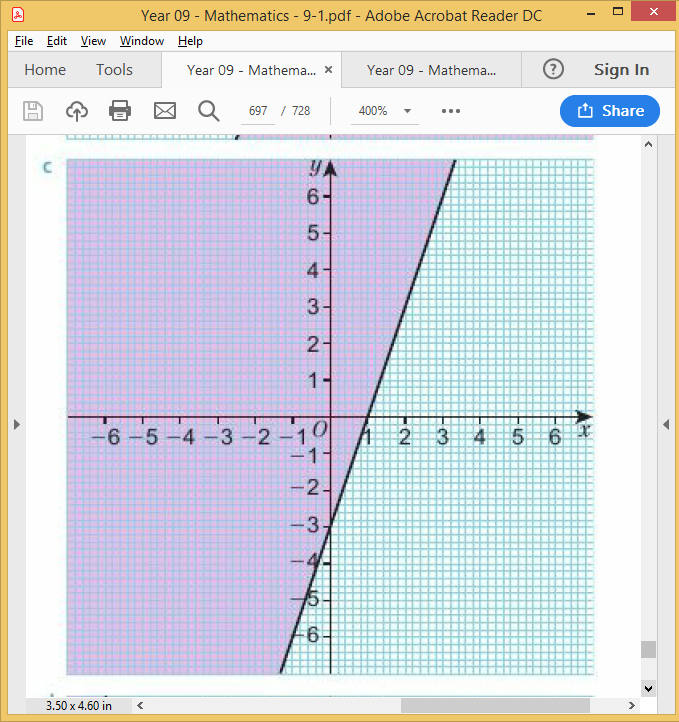 Year 09 - Mathematics - 9-1.pdf - Adobe Acrobat Reader DC
File Edit View Window Help
Home Tools Year 09 - Mathema... × Year 09 - Mathema... ? Sign In
697 / 728 400% Share
c
y
6
5
4
3
2
1
−6 −5 −4 −3 −2 −1 O 1 2 3 4 5 6 x
−1
−2
−3
−4
−5
−6
3.50 x 4.60 in